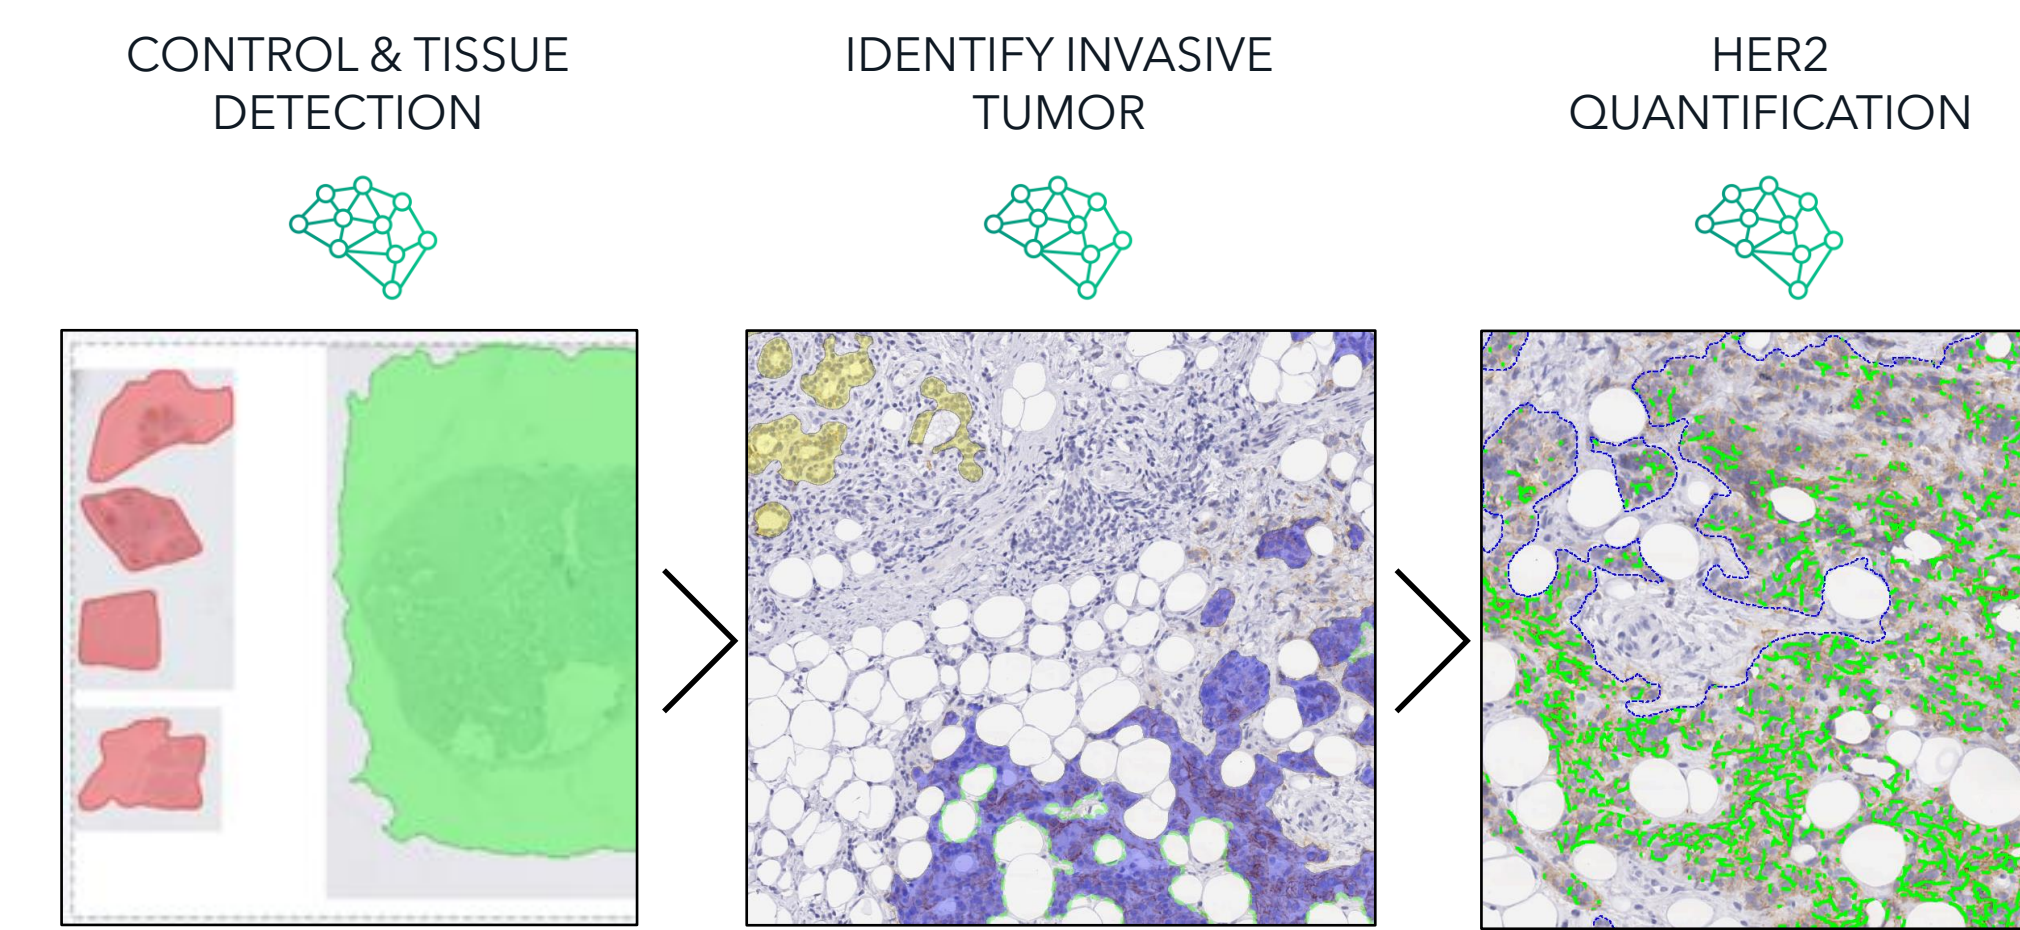 CONTROL & TISSUE
DETECTION
IDENTIFY INVASIVE
TUMOR
HER2
QUANTIFICATION